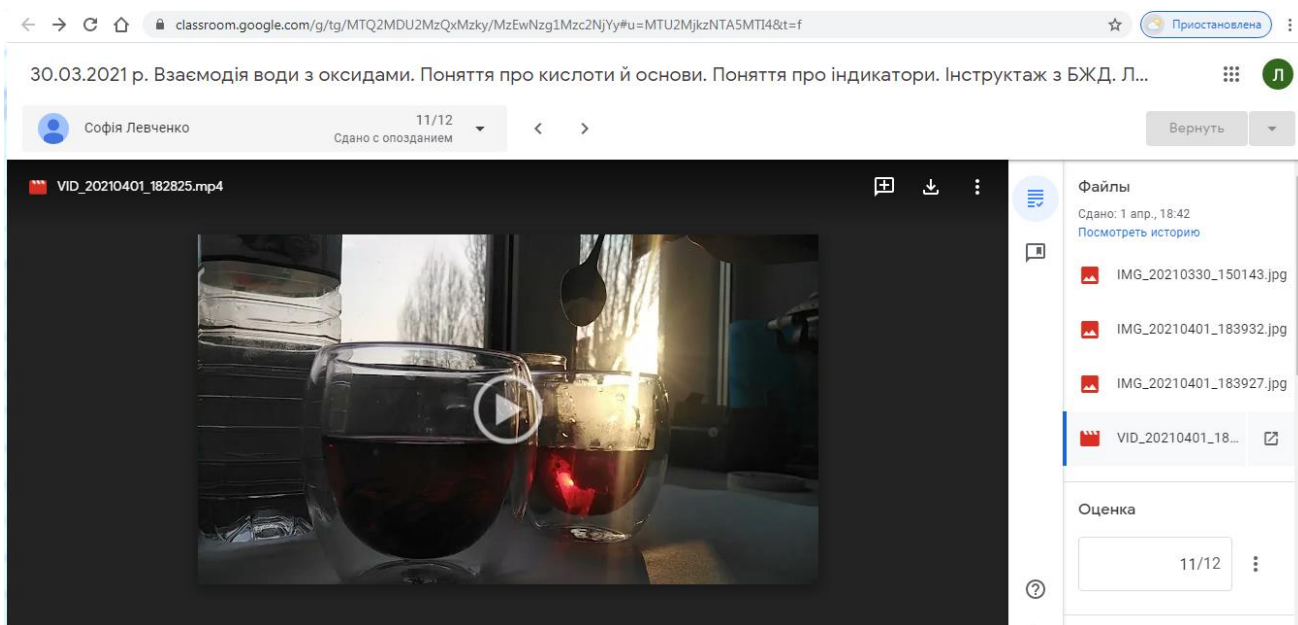 classroom.google.com/g/tg/MTQ2MDU2MzQxMzky/MzEwNzg1Mzc2NjYy#u=MTU2MjkzNTA5MTI4&t=f
Приостановлена
30.03.2021 р. Взаємодія води з оксидами. Поняття про кислоти й основи. Поняття про індикатори. Інструктаж з БЖД. Л...
Л
Софія Левченко
11/12
Сдано с опозданием
Вернуть
VID_20210401_182825.mp4
Файлы
Сдано: 1 апр., 18:42
Посмотреть историю
IMG_20210330_150143.jpg
IMG_20210401_183932.jpg
IMG_20210401_183927.jpg
VID_20210401_18...
Оценка
11/12